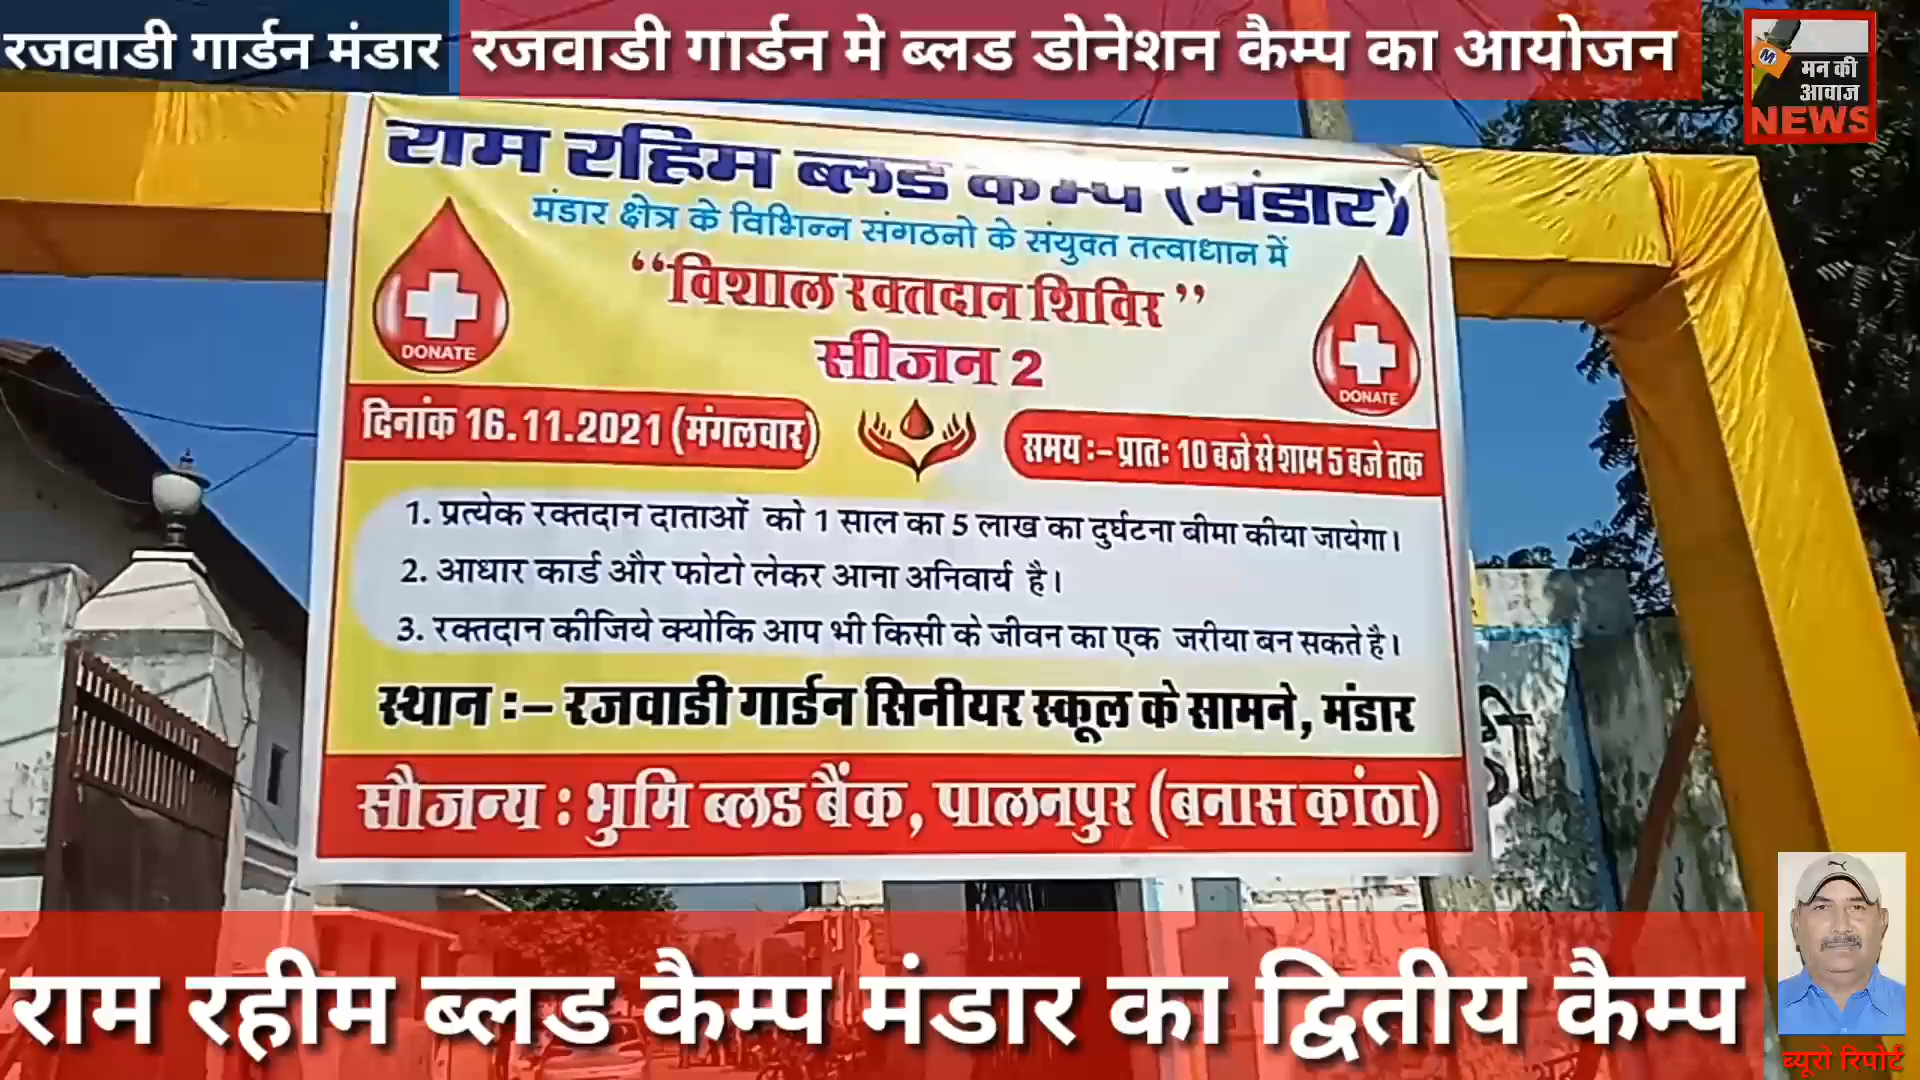 रजवाडी गार्डन मंडार
रजवाडी गार्डन मे ब्लड डोनेशन कैम्प का आयोजन
मन की
आवाज
NEWS
राम रहिम ब्लड कैम्प (मंडार)
मंडार क्षेत्र के विभिन्न संगठनो के संयुक्त तत्वाधान में
“विशाल रक्तदान शिविर”
सीजन 2
DONATE
DONATE
दिनांक 16.11.2021 (मंगलवार)
समय :– प्रातः 10 बजे से शाम 5 बजे तक
1. प्रत्येक रक्तदान दाताओं को 1 साल का 5 लाख का दुर्घटना बीमा कीया जायेगा।
2. आधार कार्ड और फोटो लेकर आना अनिवार्य है।
3. रक्तदान कीजिये क्योकि आप भी किसी के जीवन का एक जरीया बन सकते है।
स्थान :– रजवाडी गार्डन सिनीयर स्कूल के सामने, मंडार
सौजन्य : भुमि ब्लड बैंक, पालनपुर (बनास कांठा)
राम रहीम ब्लड कैम्प मंडार का द्वितीय कैम्प
ब्यूरो रिपोर्ट